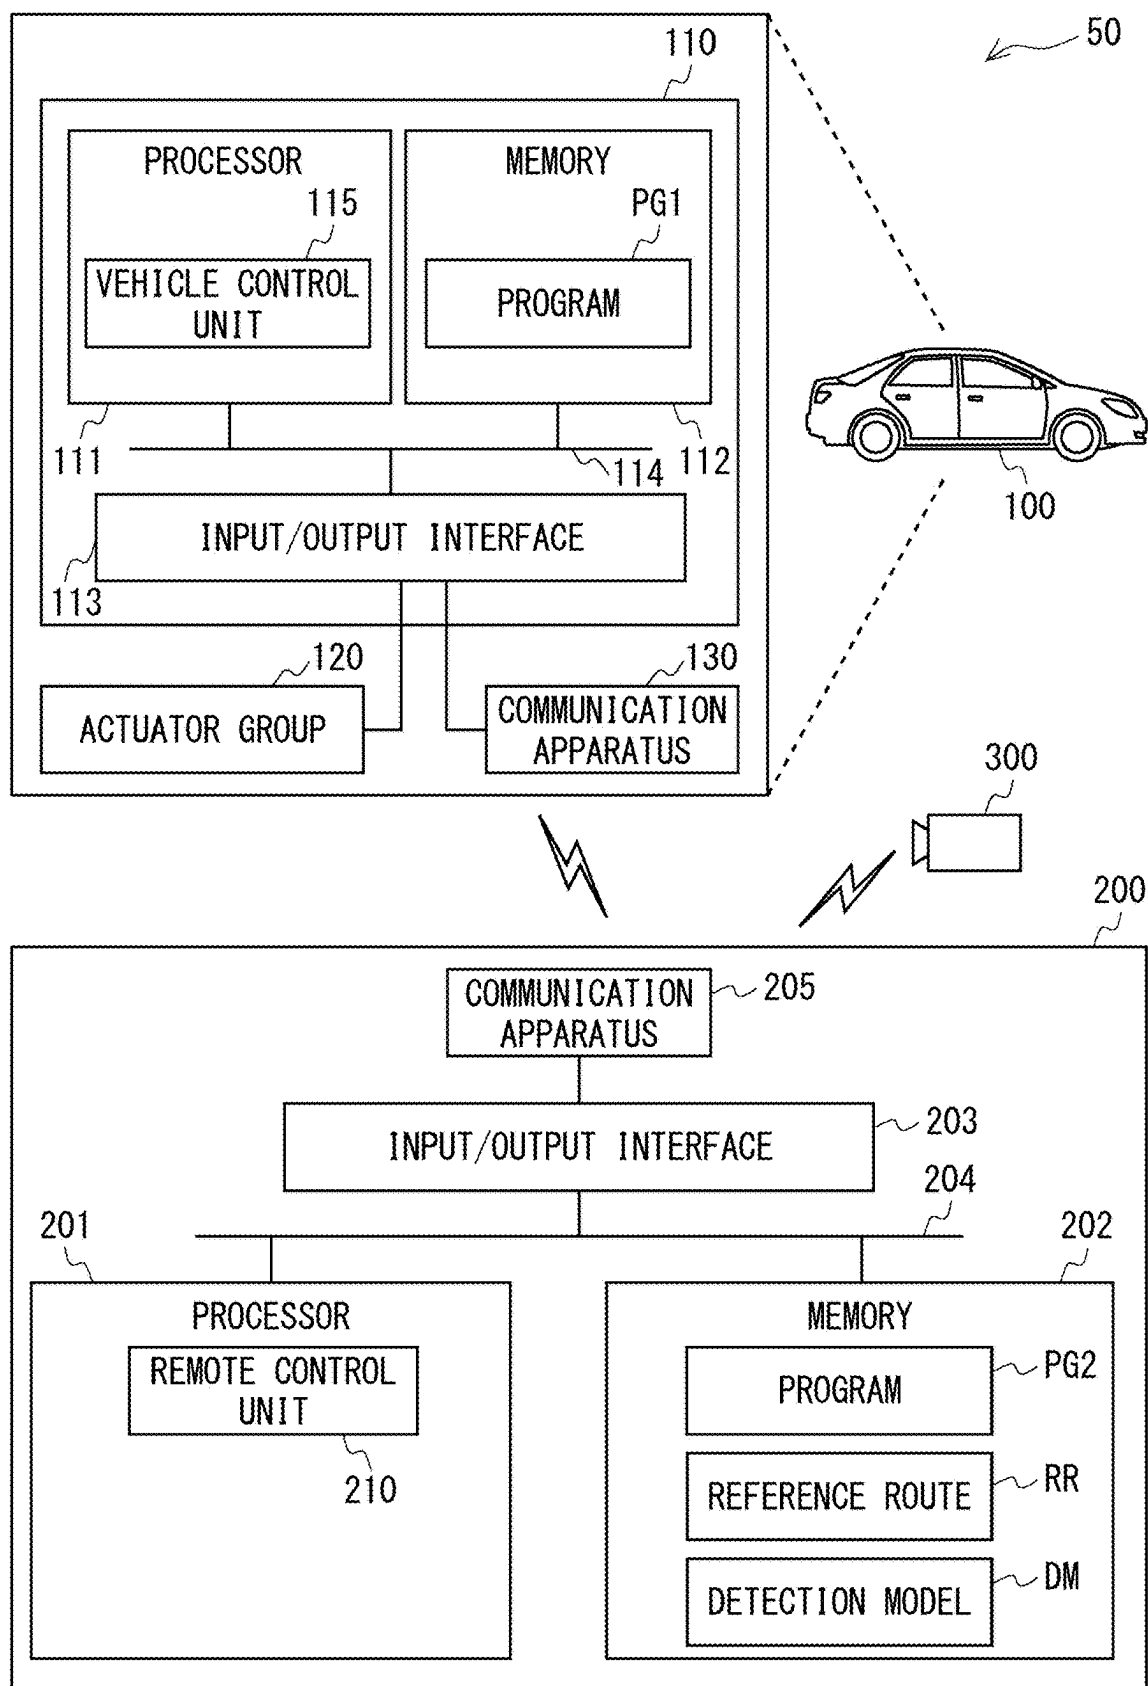 50
110
PROCESSOR
MEMORY
115
PG1
VEHICLE CONTROL
UNIT
PROGRAM
111
114
112
100
INPUT/OUTPUT INTERFACE
113
120
130
ACTUATOR GROUP
COMMUNICATION
APPARATUS
300
200
COMMUNICATION
APPARATUS
205
INPUT/OUTPUT INTERFACE
203
204
201
202
PROCESSOR
MEMORY
REMOTE CONTROL
UNIT
PROGRAM
PG2
210
REFERENCE ROUTE
RR
DETECTION MODEL
DM